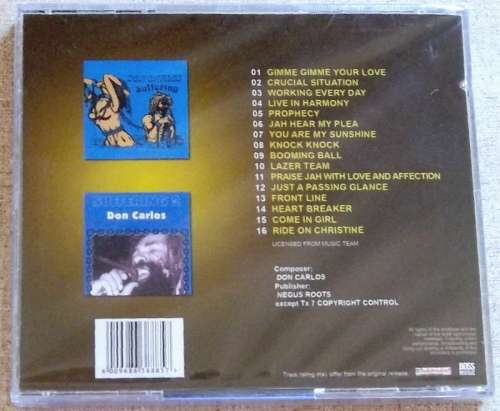 suffering
SUFFERING 2
Don Carlos
01 GIMME GIMME YOUR LOVE
02 CRUCIAL SITUATION
03 WORKING EVERY DAY
04 LIVE IN HARMONY
05 PROPHECY
06 JAH HEAR MY PLEA
07 YOU ARE MY SUNSHINE
08 KNOCK KNOCK
09 BOOMING BALL
10 LAZER TEAM
11 PRAISE JAH WITH LOVE AND AFFECTION
12 JUST A PASSING GLANCE
13 FRONT LINE
14 HEART BREAKER
15 COME IN GIRL
16 RIDE ON CHRISTINE
LICENSED FROM MUSIC TEAM
Composer:
DON CARLOS
Publisher:
NEGUS ROOTS
except Tx 7 COPYRIGHT CONTROL
Track listing may differ from the original release.
BOSS